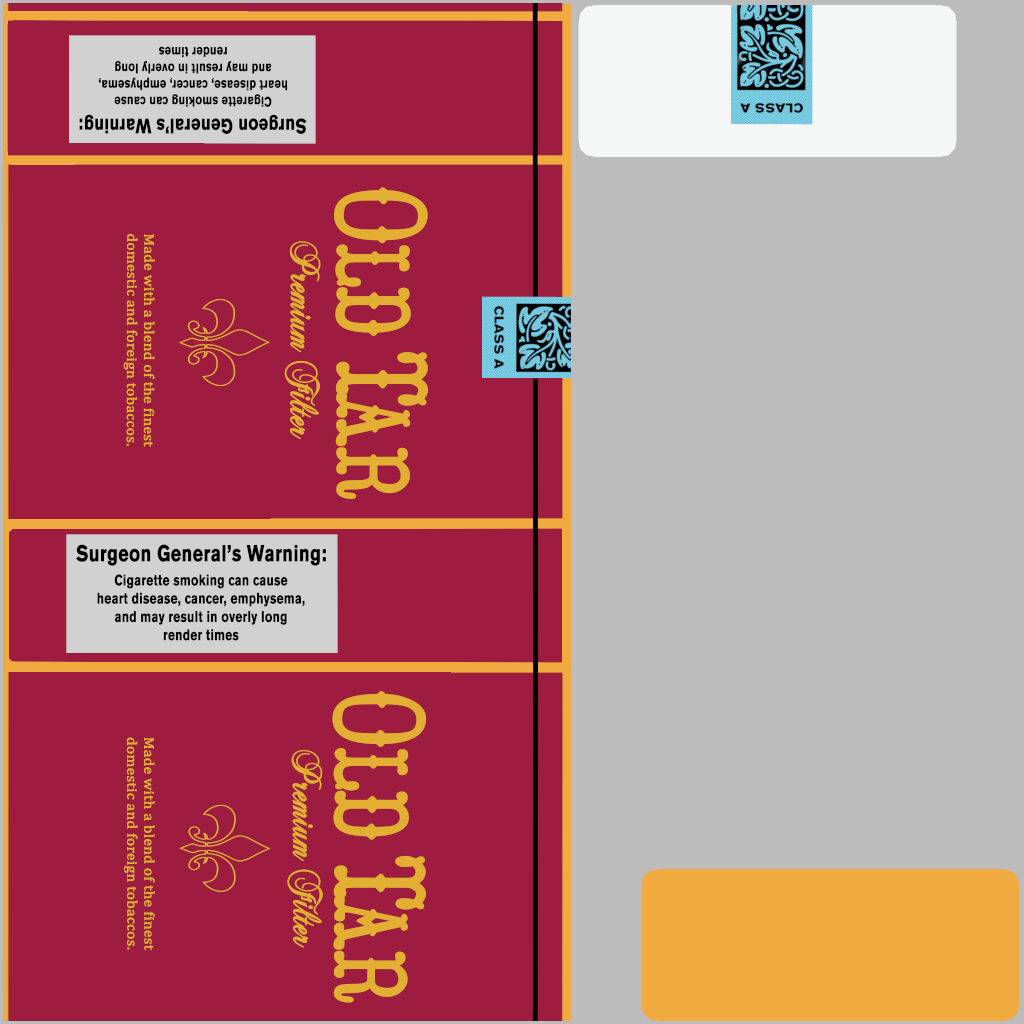 Surgeon General's Warning:
Cigarette smoking can cause
heart disease, cancer, emphysema,
and may result in overly long
render times
CLASS A
OLD TAR
Premium Filter
Made with a blend of the finest
domestic and foreign tobaccos.
CLASS A
Surgeon General's Warning:
Cigarette smoking can cause
heart disease, cancer, emphysema,
and may result in overly long
render times
OLD TAR
Premium Filter
Made with a blend of the finest
domestic and foreign tobaccos.